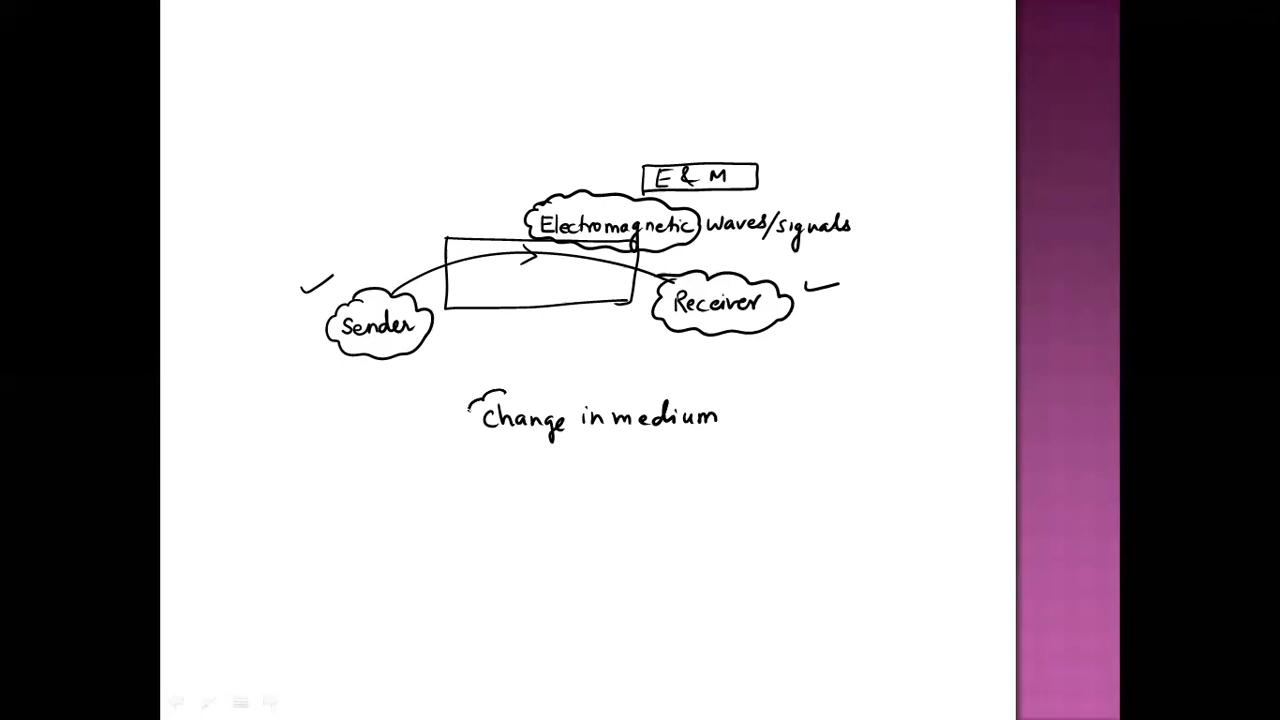 E & M
Electromagnetic waves/signals
Receiver
Sender
Change in medium